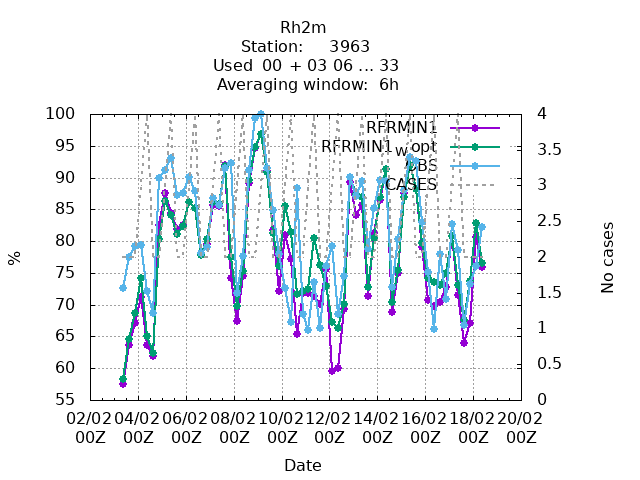 Rh2m
Station: 3963
Used 00 + 03 06 ... 33
Averaging window: 6h
RFRMIN1
RFRMIN1w opt
OBS
CASES
%
100
95
90
85
80
75
70
65
60
55
4
3.5
3
2.5
2
1.5
1
0.5
0
No cases
02/02 04/02 06/02 08/02 10/02 12/02 14/02 16/02 18/02 20/02
00Z 00Z 00Z 00Z 00Z 00Z 00Z 00Z 00Z 00Z
Date